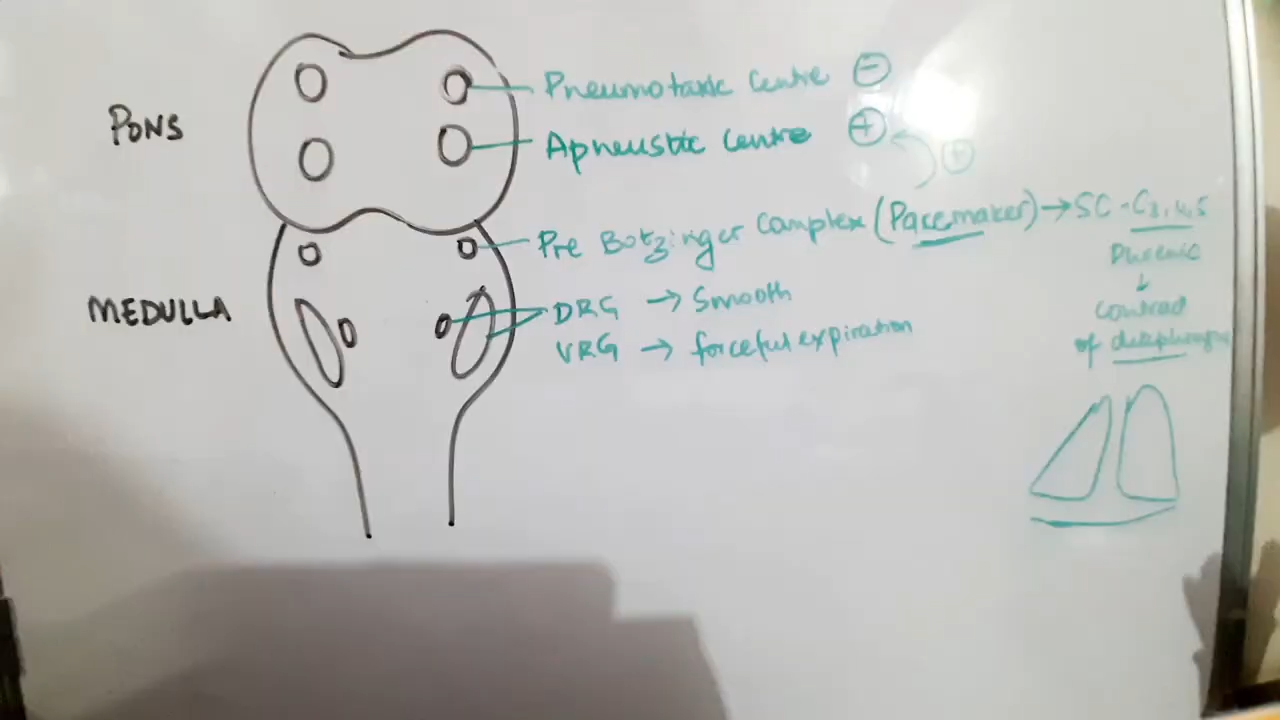 Pneumotaxic Centre ⊖
PONS
Apneustic Centre ⊕
⊕
Pre Botzinger Complex (Pacemaker) → SC - C3,4,5
Phrenic
↓
MEDULLA
DRG → Smooth
VRG → forceful expiration
Contract
of diaphragm